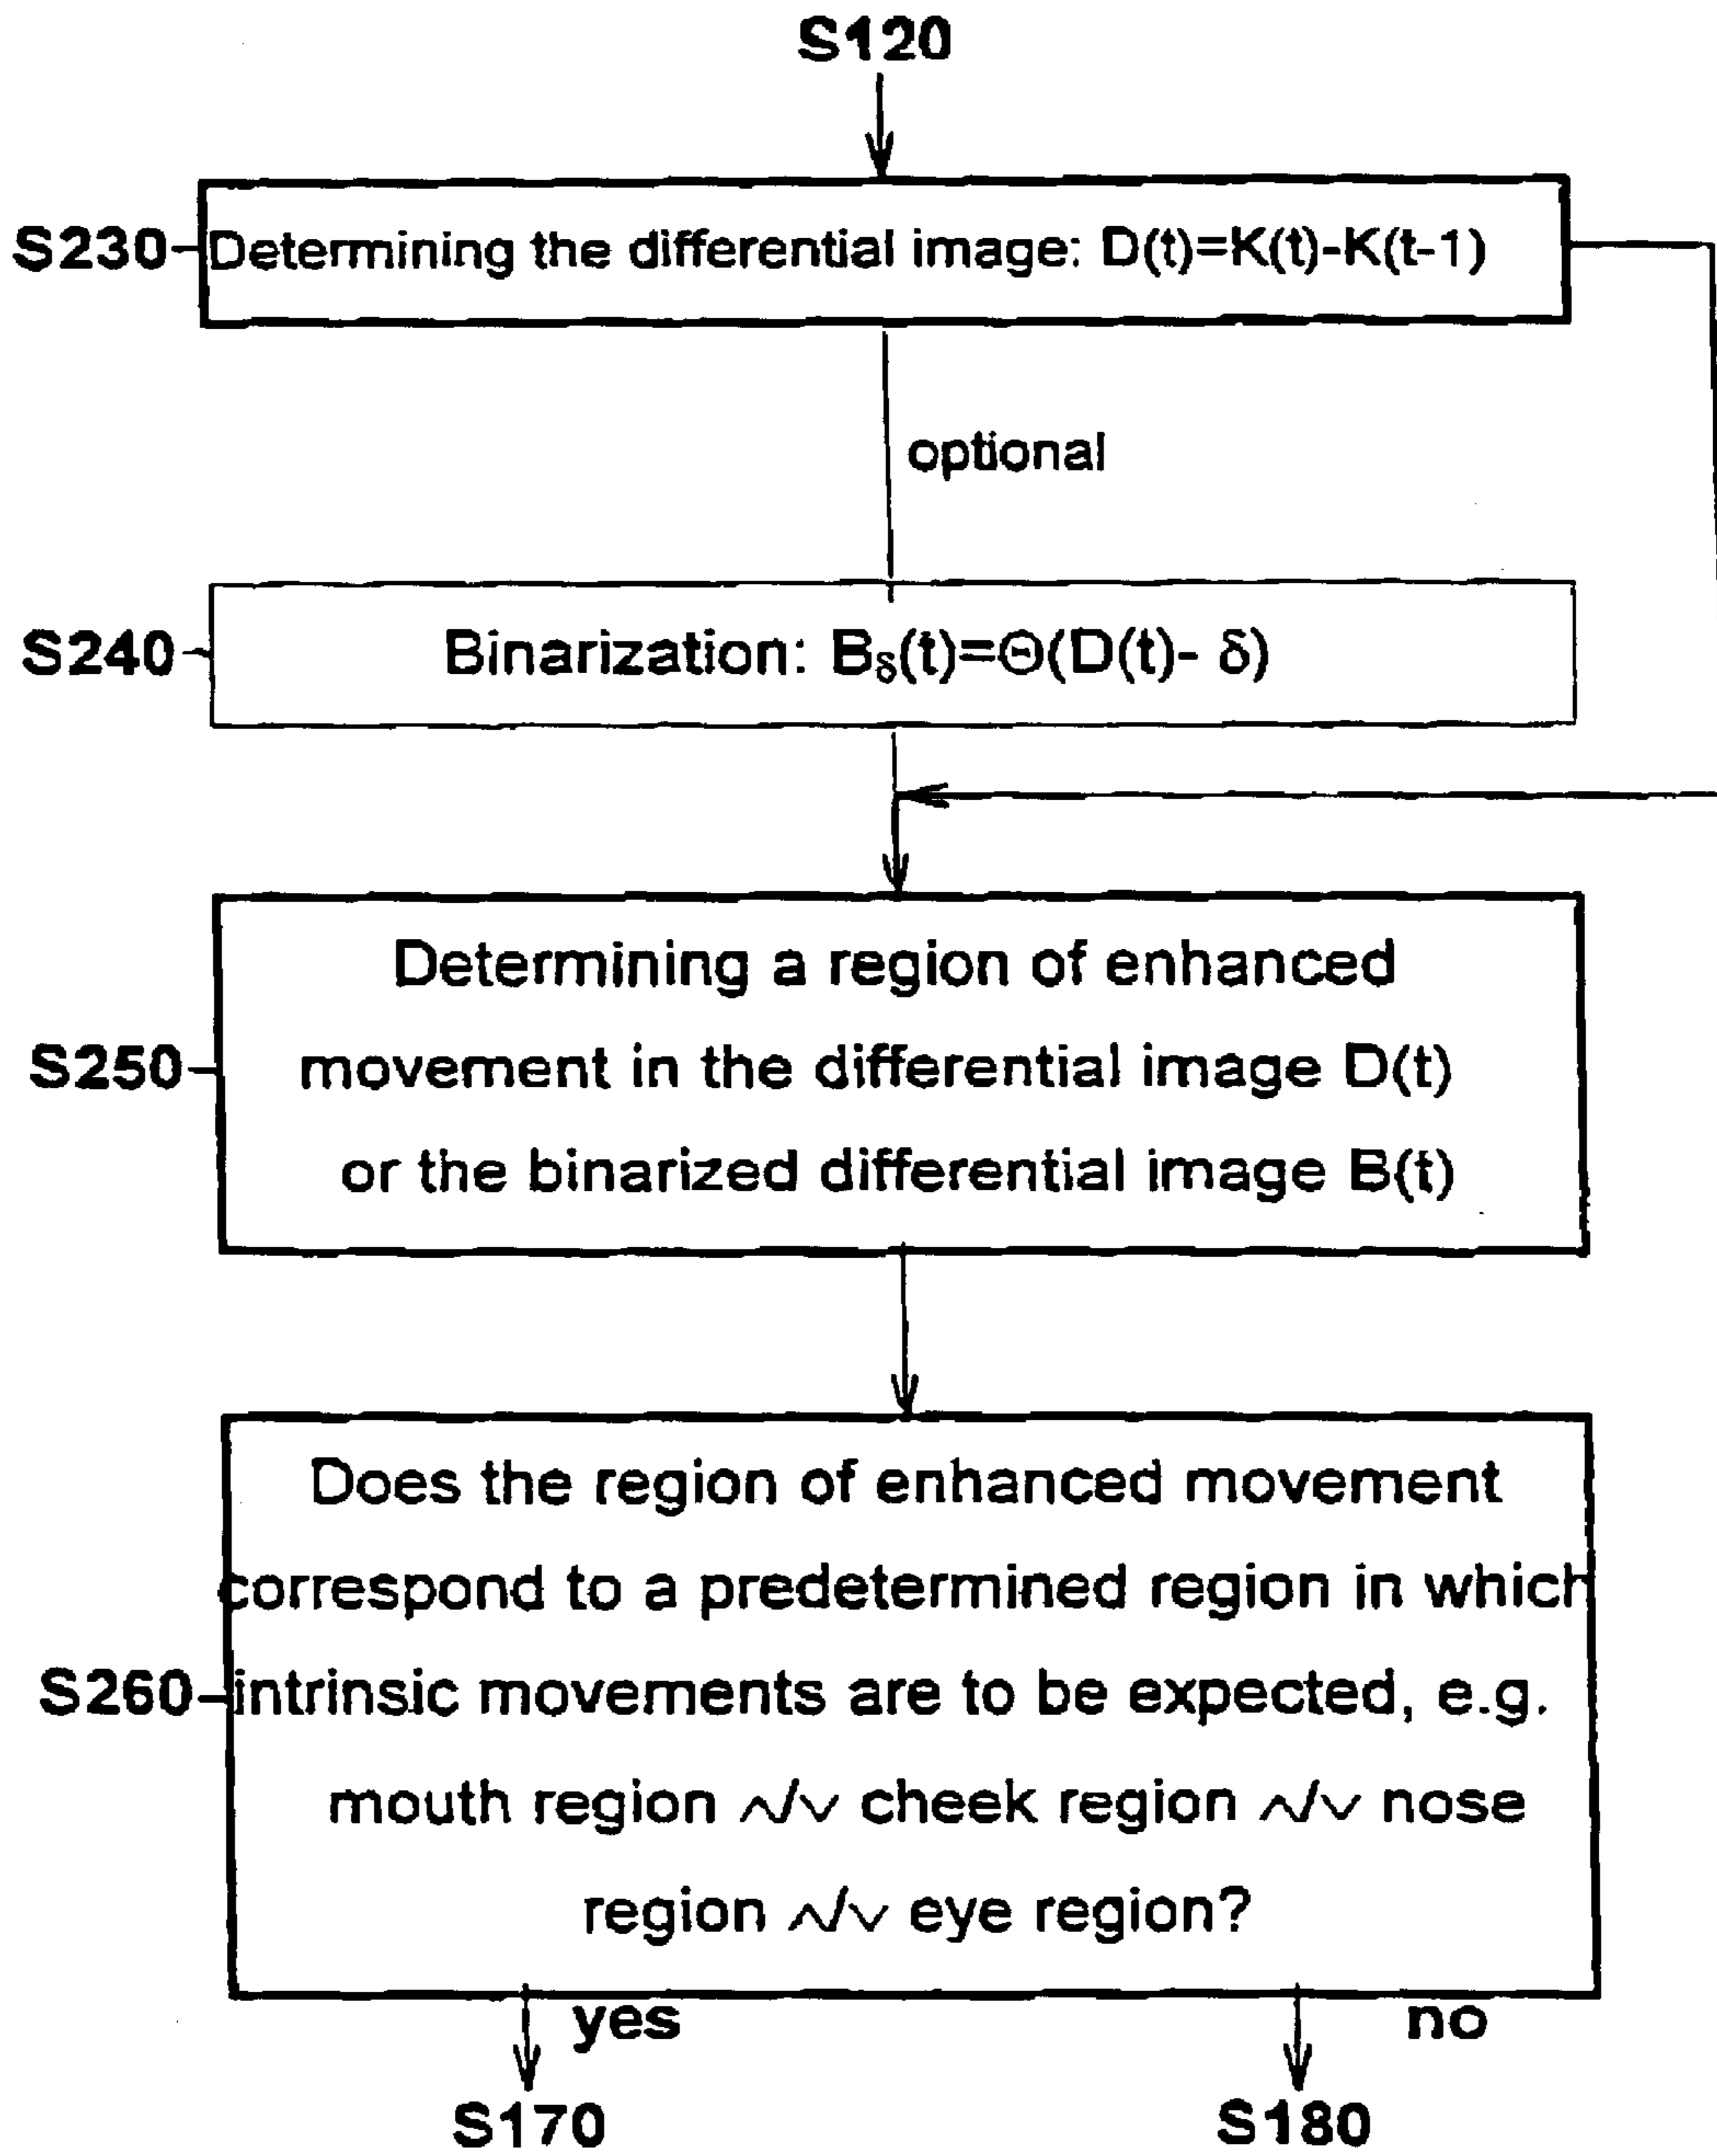 S120
S230 Determining the differential image: D(t)=K(t)-K(t-1)
optional
S240 Binarization: Bδ(t)=Θ(D(t)- δ)
Determining a region of enhanced
S250 movement in the differential image D(t)
or the binarized differential image B(t)
Does the region of enhanced movement
correspond to a predetermined region in which
S260 intrinsic movements are to be expected, e.g.
mouth region ∧/∨ cheek region ∧/∨ nose
region ∧/∨ eye region?
yes no
S170 S180